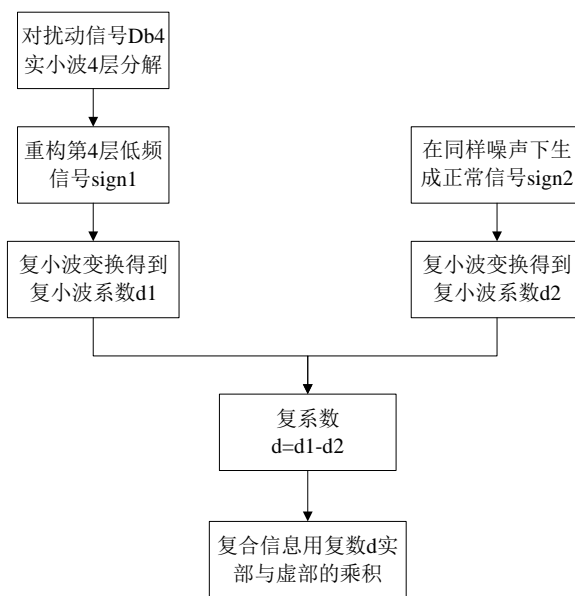 对扰动信号Db4
实小波4层分解
重构第4层低频
信号sign1
在同样噪声下生
成正常信号sign2
复小波变换得到
复小波系数d1
复小波变换得到
复小波系数d2
复系数
d=d1-d2
复合信息用复数d实
部与虚部的乘积